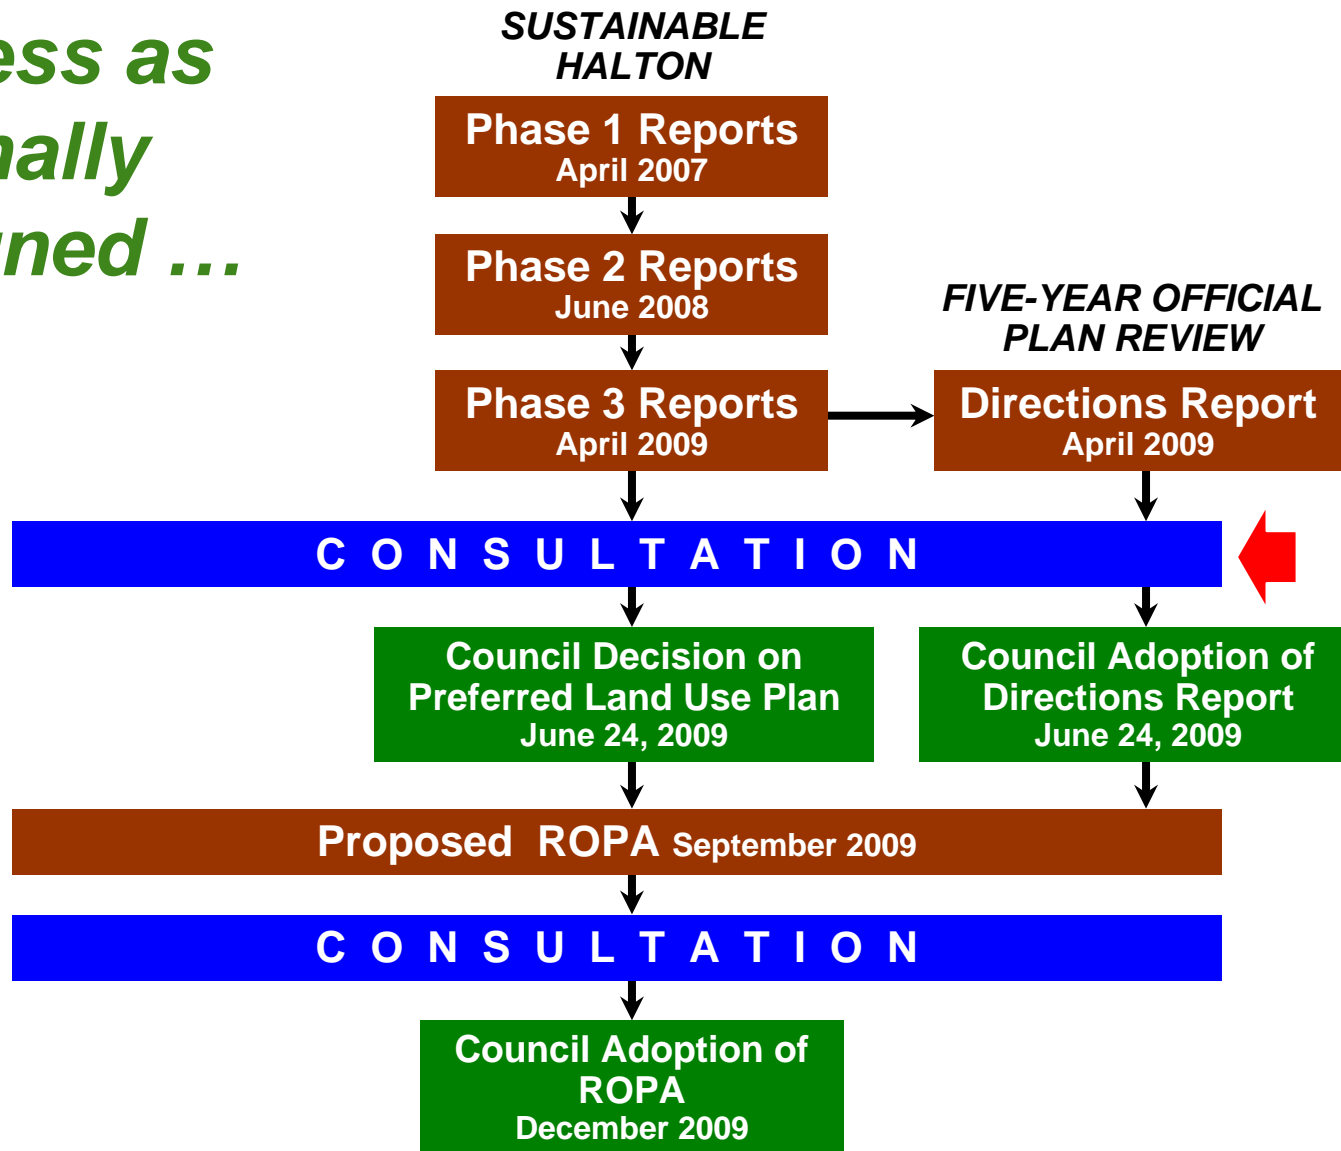 ess as
nally
ned …
SUSTAINABLE
HALTON
Phase 1 Reports
April 2007
Phase 2 Reports
June 2008
FIVE-YEAR OFFICIAL
PLAN REVIEW
Phase 3 Reports
April 2009
Directions Report
April 2009
C O N S U L T A T I O N
Council Decision on
Preferred Land Use Plan
June 24, 2009
Council Adoption of
Directions Report
June 24, 2009
Proposed ROPA September 2009
C O N S U L T A T I O N
Council Adoption of
ROPA
December 2009